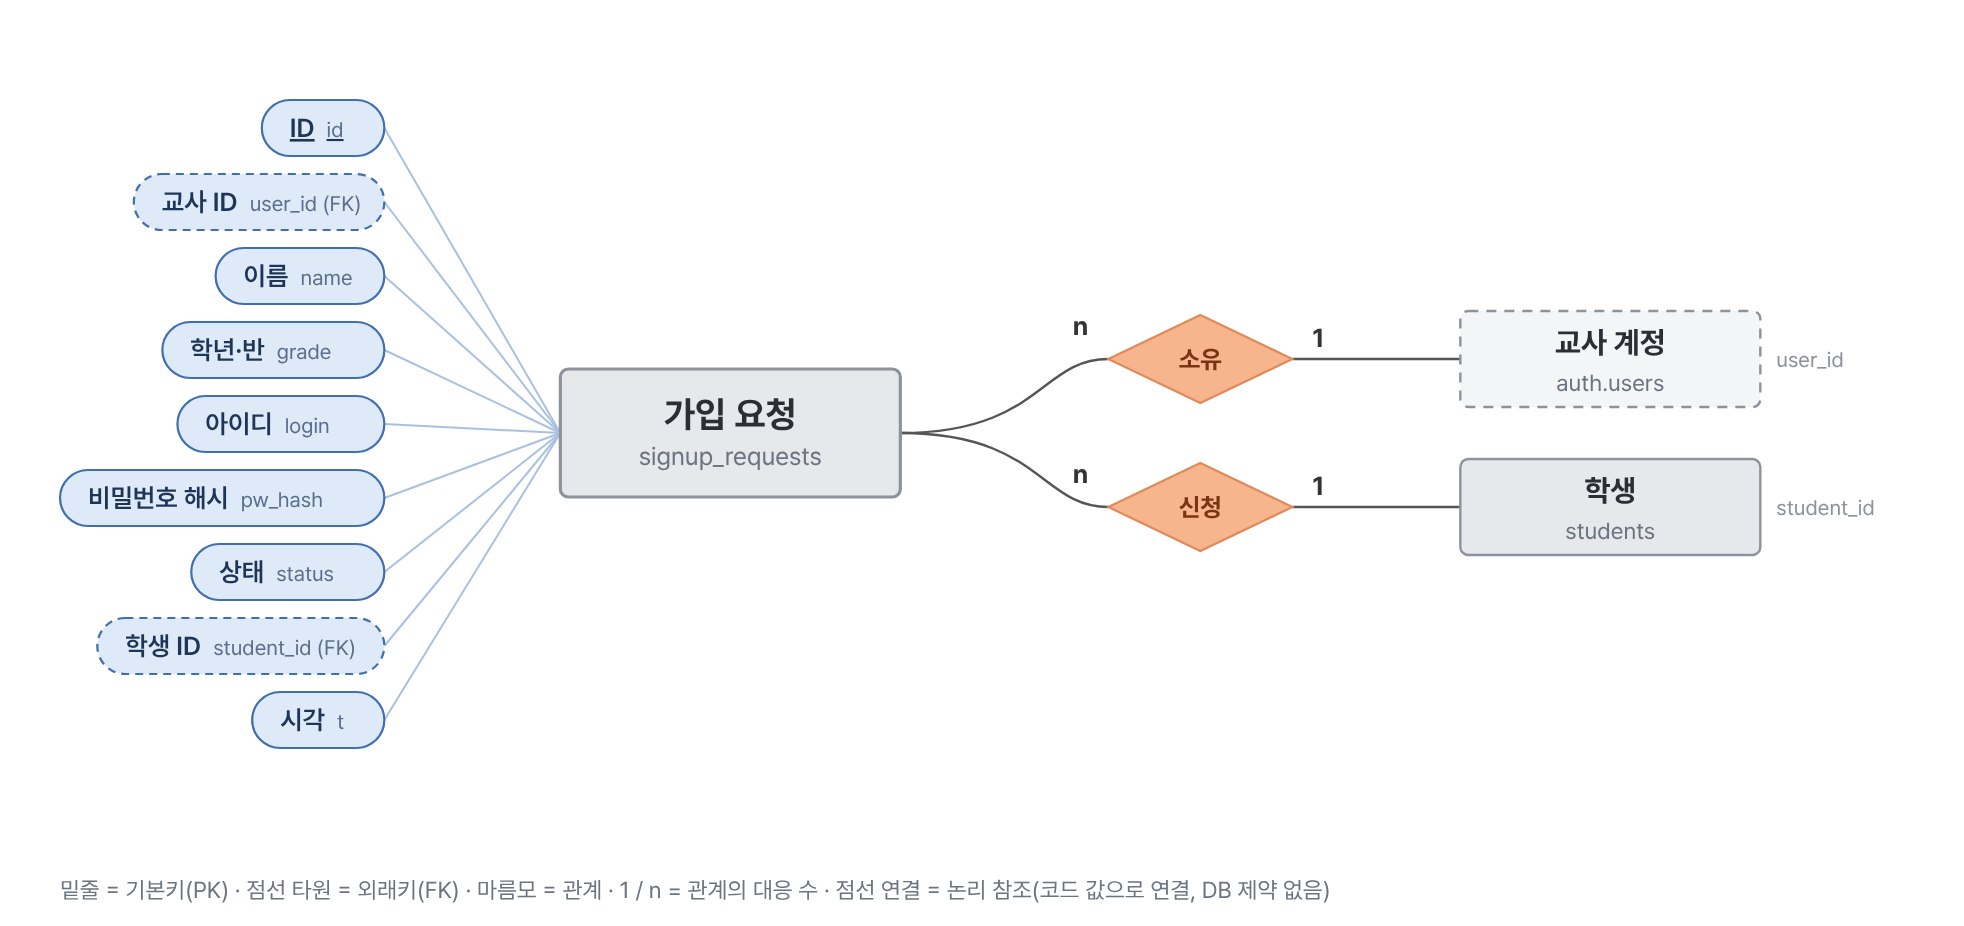 ID id
교사 ID user_id (FK)
이름 name
학년·반 grade
아이디 login
비밀번호 해시 pw_hash
상태 status
학생 ID student_id (FK)
시각 t
가입 요청
signup_requests
n
소유
1
교사 계정
auth.users
user_id
n
신청
1
학생
students
student_id
밑줄 = 기본키(PK) · 점선 타원 = 외래키(FK) · 마름모 = 관계 · 1 / n = 관계의 대응 수 · 점선 연결 = 논리 참조(코드 값으로 연결, DB 제약 없음)